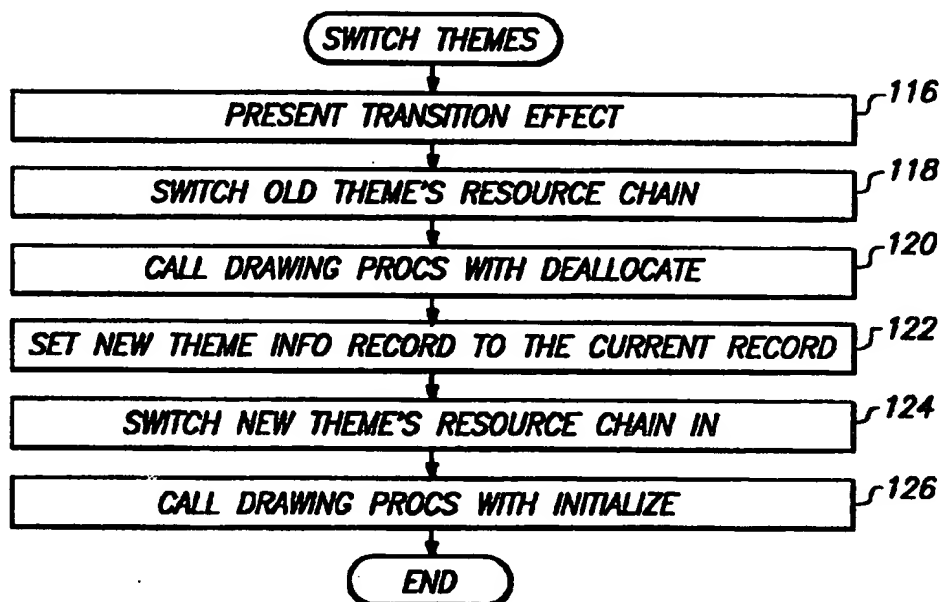 SWITCH THEMES
PRESENT TRANSITION EFFECT 116
SWITCH OLD THEME'S RESOURCE CHAIN 118
CALL DRAWING PROCS WITH DEALLOCATE 120
SET NEW THEME INFO RECORD TO THE CURRENT RECORD 122
SWITCH NEW THEME'S RESOURCE CHAIN IN 124
CALL DRAWING PROCS WITH INITIALIZE 126
END